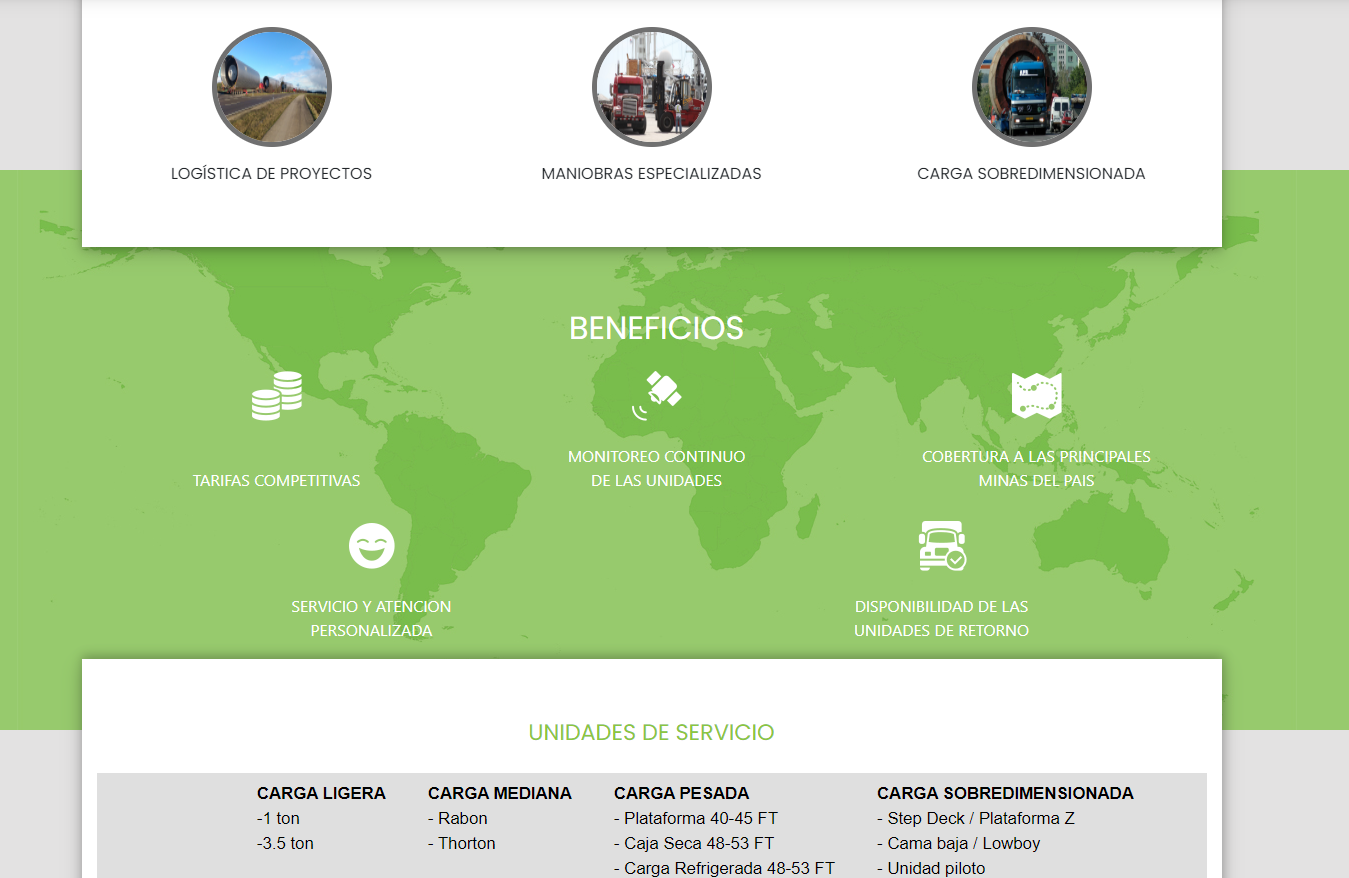 LOGÍSTICA DE PROYECTOS
MANIOBRAS ESPECIALIZADAS
CARGA SOBREDIMENSIONADA
BENEFICIOS
TARIFAS COMPETITIVAS
MONITOREO CONTINUO
DE LAS UNIDADES
COBERTURA A LAS PRINCIPALES
MINAS DEL PAIS
SERVICIO Y ATENCION
PERSONALIZADA
DISPONIBILIDAD DE LAS
UNIDADES DE RETORNO
UNIDADES DE SERVICIO
CARGA LIGERA
-1 ton
-3.5 ton
CARGA MEDIANA
- Rabon
- Thorton
CARGA PESADA
- Plataforma 40-45 FT
- Caja Seca 48-53 FT
- Carga Refrigerada 48-53 FT
CARGA SOBREDIMENSIONADA
- Step Deck / Plataforma Z
- Cama baja / Lowboy
- Unidad piloto